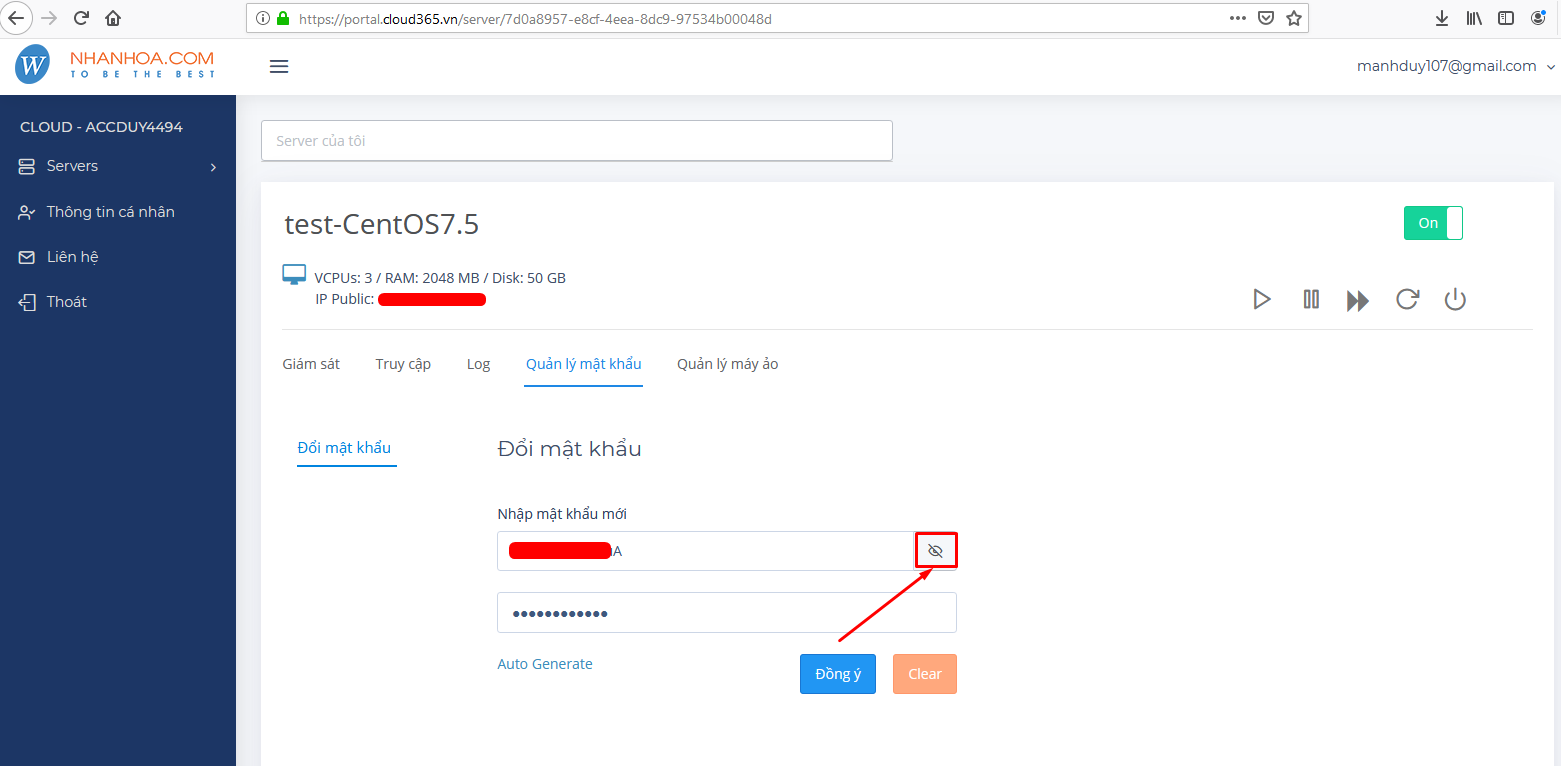 https://portal.cloud365.vn/server/7d0a8957-e8cf-4eea-8dc9-97534b00048d
W NHANHOA.COM
TO BE THE BEST
manhduy107@gmail.com
CLOUD - ACCDUY4494
Servers
Thông tin cá nhân
Liên hệ
Thoát
Server của tôi
test-CentOS7.5
On
VCPUs: 3 / RAM: 2048 MB / Disk: 50 GB
IP Public:
Giám sát Truy cập Log Quản lý mật khẩu Quản lý máy ảo
Đổi mật khẩu
Đổi mật khẩu
Nhập mật khẩu mới
A
••••••••••••
Auto Generate Đồng ý Clear